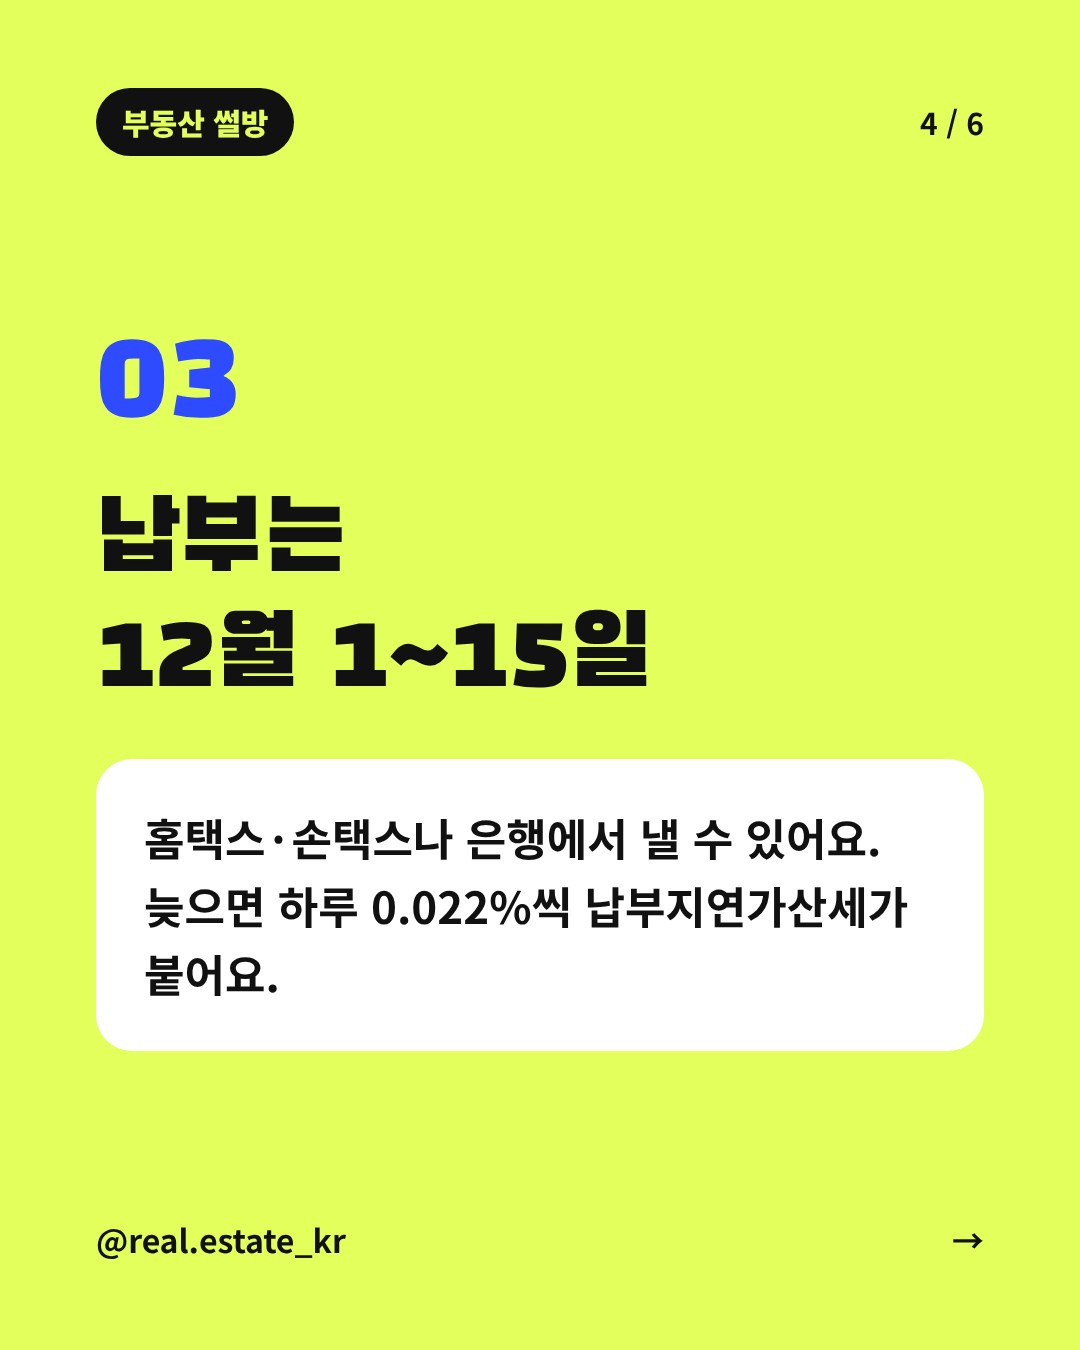 부동산 썰방
4 / 6
03
납부는
12월 1~15일
홈택스·손택스나 은행에서 낼 수 있어요.
늦으면 하루 0.022%씩 납부지연가산세가
붙어요.
@real.estate_kr
→